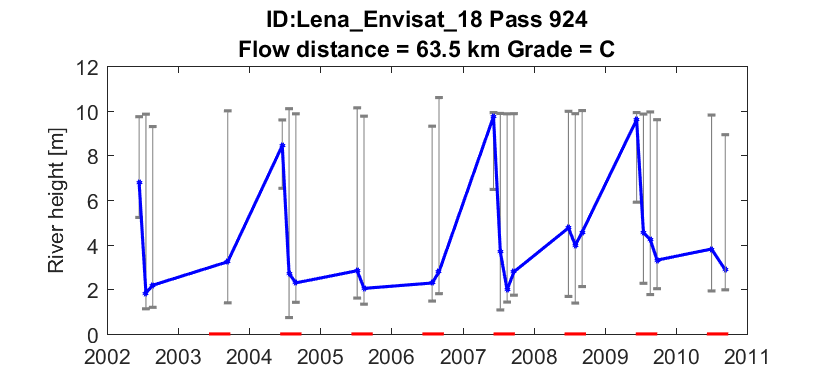 ID:Lena_Envisat_18 Pass 924
Flow distance = 63.5 km Grade = C
River height [m]
12
10
8
6
4
2
0
2002 2003 2004 2005 2006 2007 2008 2009 2010 2011